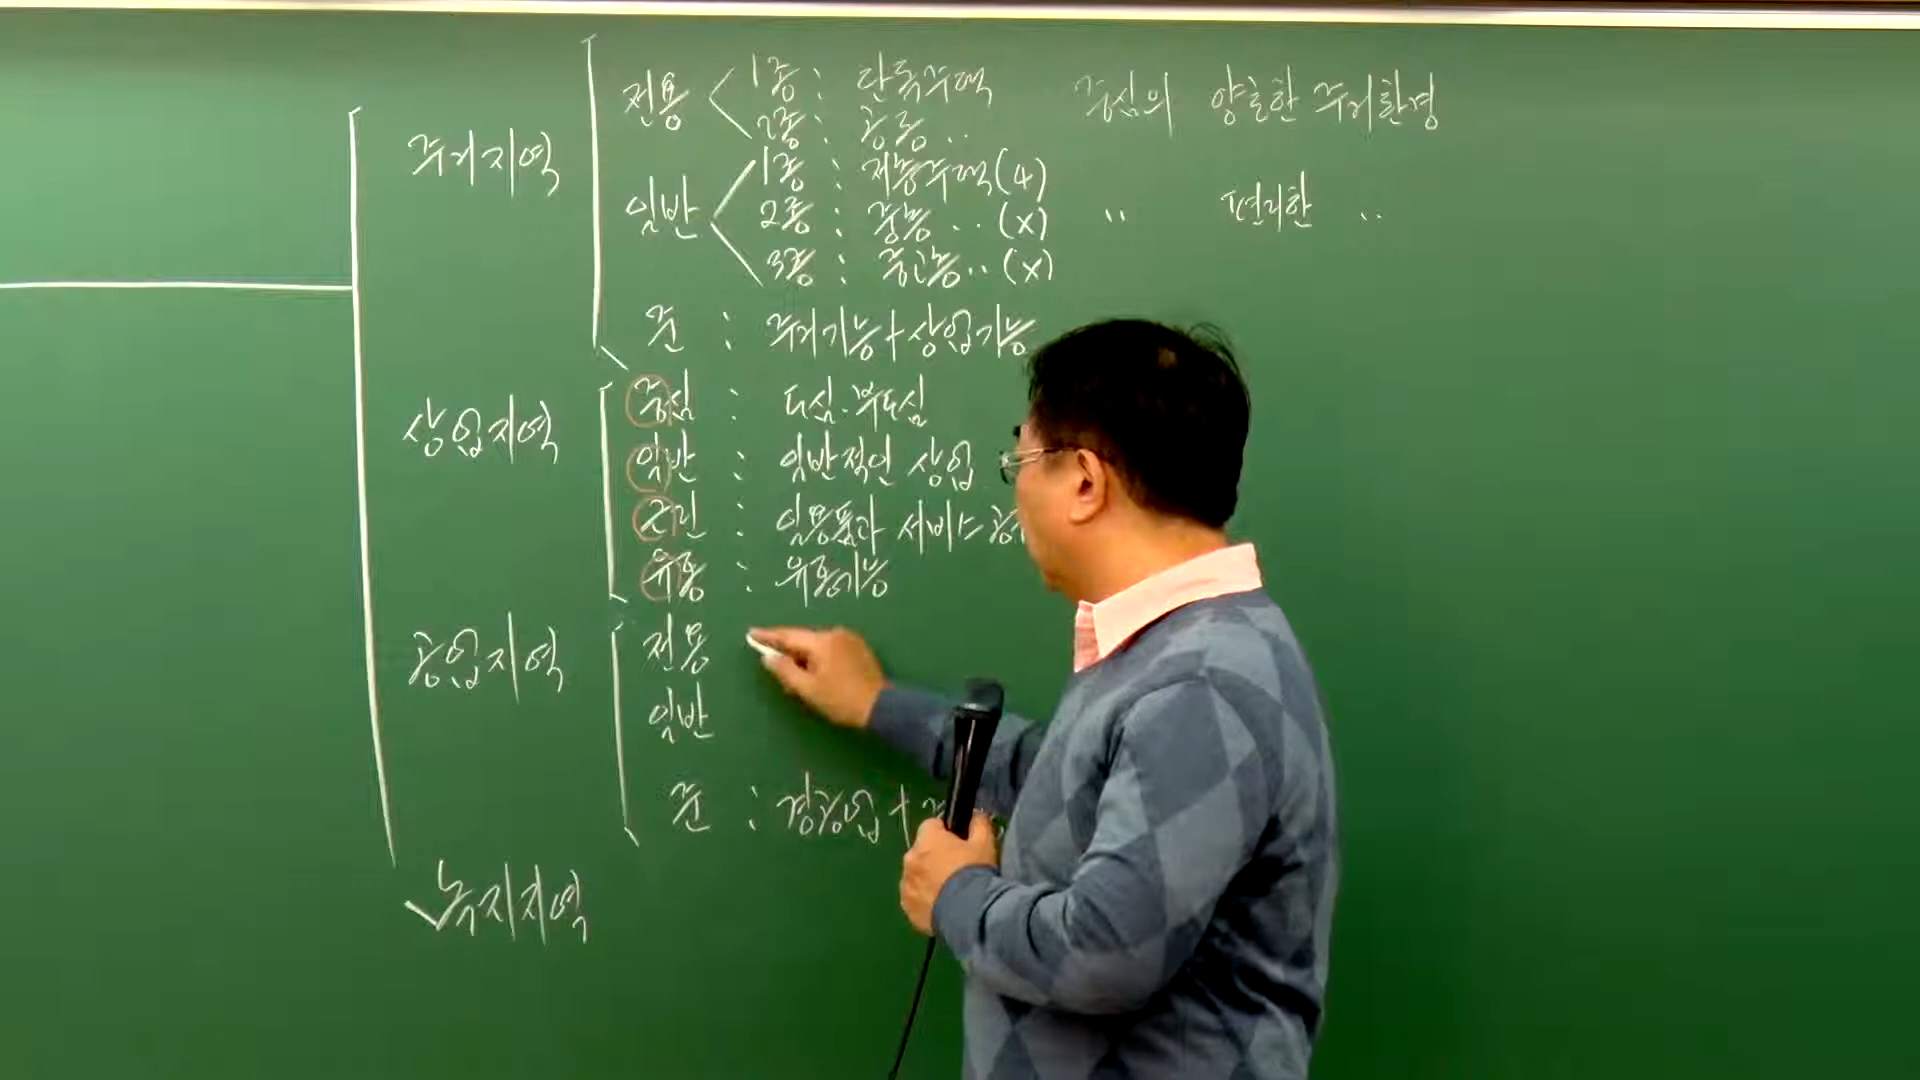 주거지역
전용
1종 : 단독주택 중심의 양호한 주거환경
2종 : 공동 ..
일반
1종 : 저층주택(4)
2종 : 중층 .. (x) " 편리한 ..
3종 : 중고층 .. (x)
준 : 주거기능+상업기능
상업지역
중심 : 도심.부도심
일반 : 일반적인 상업
근린 : 일용품과 서비스 공
유통 : 유통기능
공업지역
전용
일반
준 : 경공업 +
녹지지역